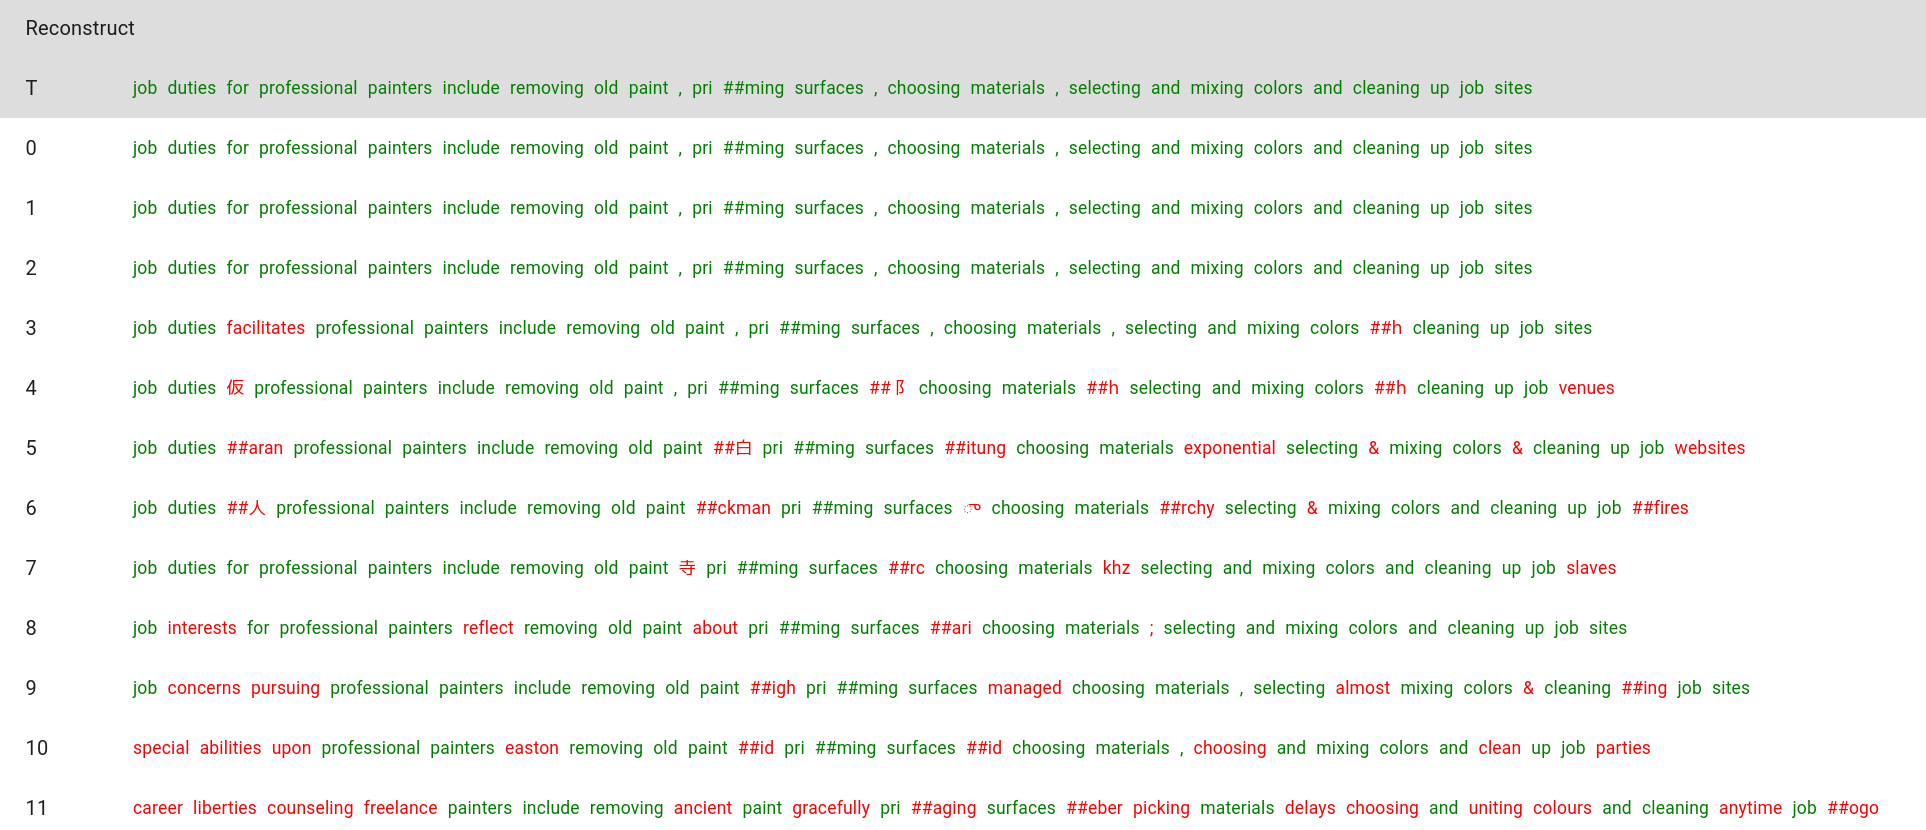 Reconstruct
T job duties for professional painters include removing old paint , pri ##ming surfaces , choosing materials , selecting and mixing colors and cleaning up job sites
0 job duties for professional painters include removing old paint , pri ##ming surfaces , choosing materials , selecting and mixing colors and cleaning up job sites
1 job duties for professional painters include removing old paint , pri ##ming surfaces , choosing materials , selecting and mixing colors and cleaning up job sites
2 job duties for professional painters include removing old paint , pri ##ming surfaces , choosing materials , selecting and mixing colors and cleaning up job sites
3 job duties facilitates professional painters include removing old paint , pri ##ming surfaces , choosing materials , selecting and mixing colors ##h cleaning up job sites
4 job duties 仮 professional painters include removing old paint , pri ##ming surfaces ##阝 choosing materials ##h selecting and mixing colors ##h cleaning up job venues
5 job duties ##aran professional painters include removing old paint ##白 pri ##ming surfaces ##itung choosing materials exponential selecting & mixing colors & cleaning up job websites
6 job duties ##人 professional painters include removing old paint ##ckman pri ##ming surfaces choosing materials ##rchy selecting & mixing colors and cleaning up job ##fires
7 job duties for professional painters include removing old paint 寺 pri ##ming surfaces ##rc choosing materials khz selecting and mixing colors and cleaning up job slaves
8 job interests for professional painters reflect removing old paint about pri ##ming surfaces ##ari choosing materials ; selecting and mixing colors and cleaning up job sites
9 job concerns pursuing professional painters include removing old paint ##igh pri ##ming surfaces managed choosing materials , selecting almost mixing colors & cleaning ##ing job sites
10 special abilities upon professional painters easton removing old paint ##id pri ##ming surfaces ##id choosing materials , choosing and mixing colors and clean up job parties
11 career liberties counseling freelance painters include removing ancient paint gracefully pri ##aging surfaces ##eber picking materials delays choosing and uniting colours and cleaning anytime job ##ogo